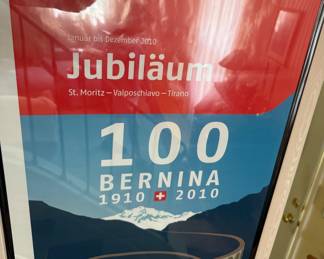 Januar bis Dezember 2010
Jubiläum
St. Moritz – Valposchiavo – Tirano
100
BERNINA
1910 2010